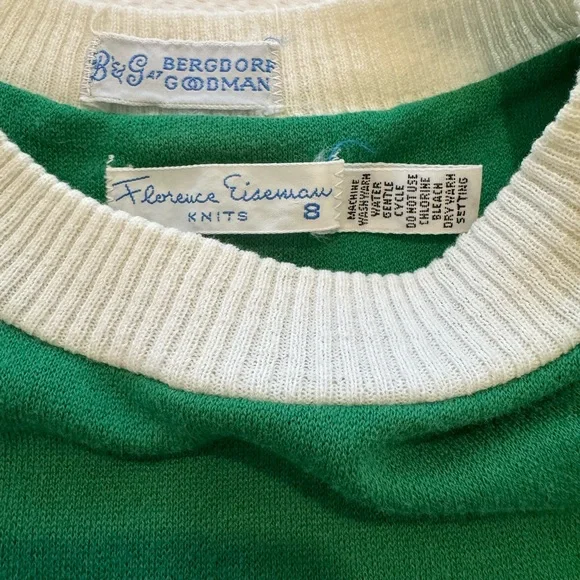 B&G AT BERGDORF
GOODMAN
Florence Eiseman
KNITS 8
MACHINE
WASH WARM
WATER
GENTLE
CYCLE
DO NOT USE
CHLORINE
BLEACH
DRY WARM
SETTING